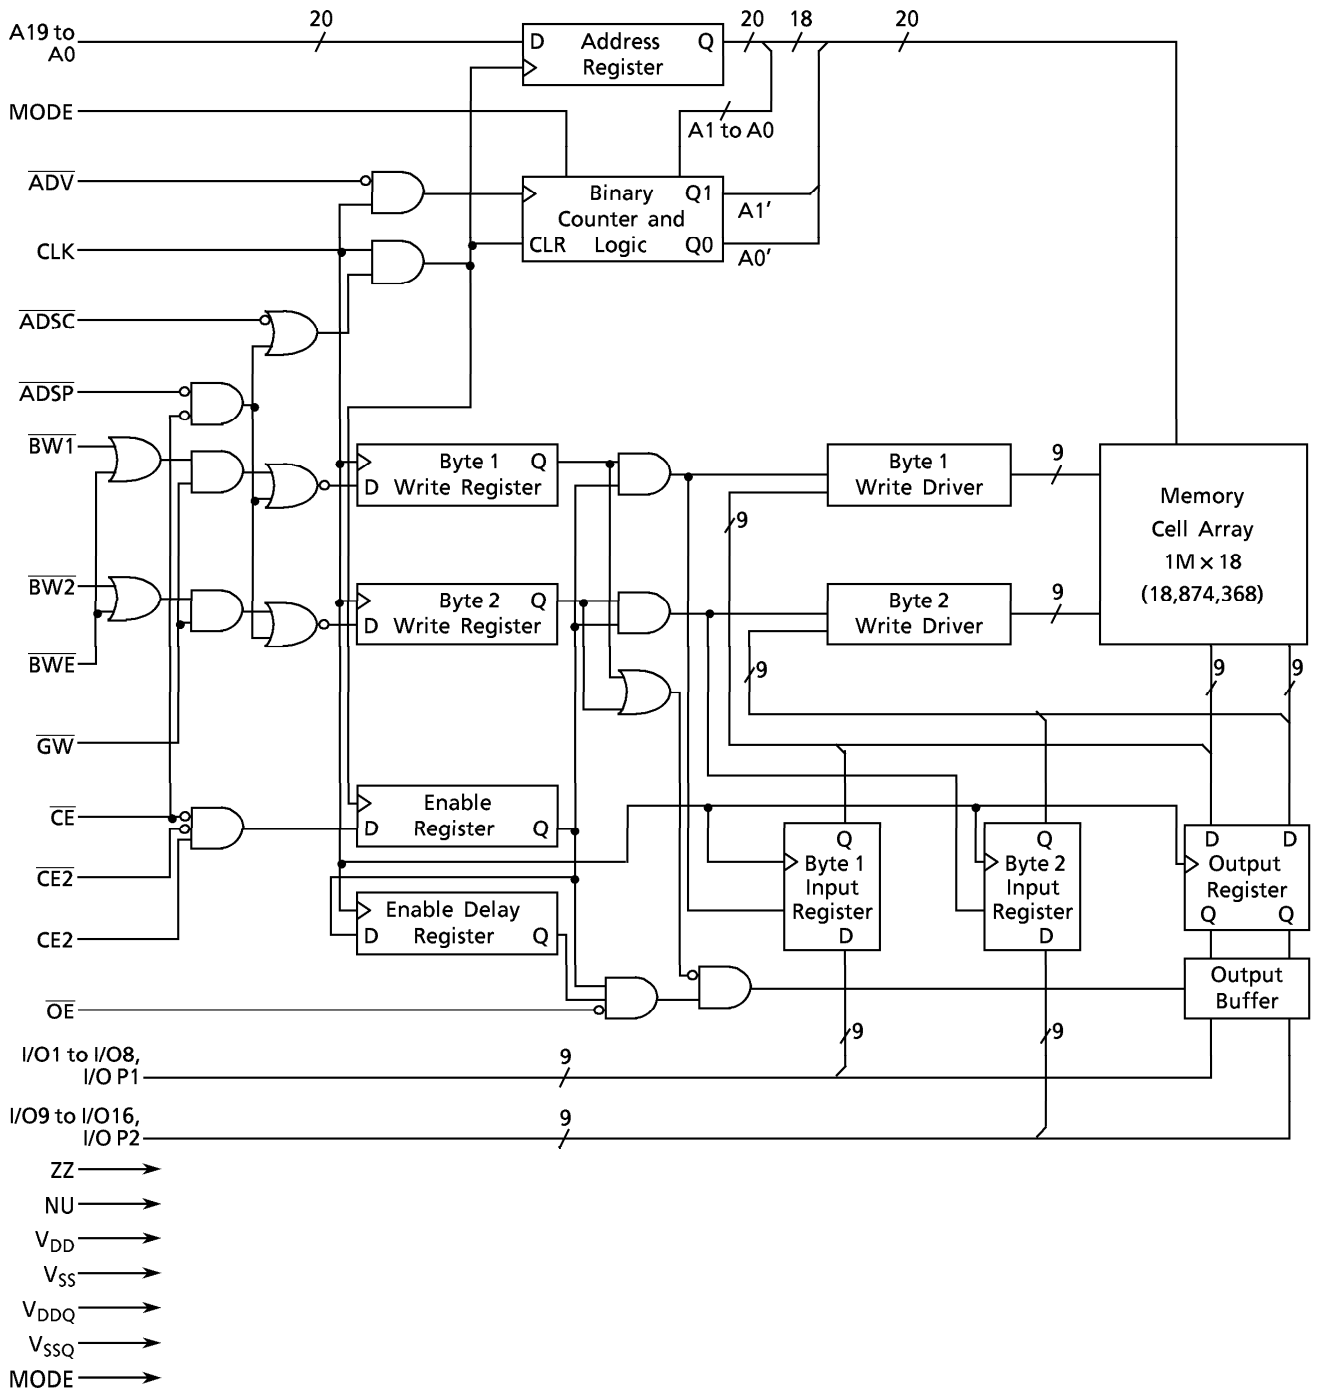 20
20
18
20
A19 to
A0
D
Address
Q
Register
MODE
A1 to A0
ADV
Binary
Q1
A1′
Counter and
CLK
CLR
Logic
Q0
A0′
ADSC
ADSP
BW1
Byte 1
Q
D
Write Register
Byte 1
Write Driver
9
9
Memory
Cell Array
1M × 18
(18,874,368)
BW2
Byte 2
Q
D
Write Register
Byte 2
Write Driver
9
BWE
9
9
9
GW
CE
Enable
D
Register
Q
CE2
Q
Byte 1
Input
Register
D
Q
Byte 2
Input
Register
D
D
D
Output
Register
Q
Q
CE2
Enable Delay
D
Register
Q
Output
Buffer
OE
9
9
I/O1 to I/O8,
I/O P1
9
I/O9 to I/O16,
I/O P2
9
ZZ
NU
VDD
VSS
VDDQ
VSSQ
MODE